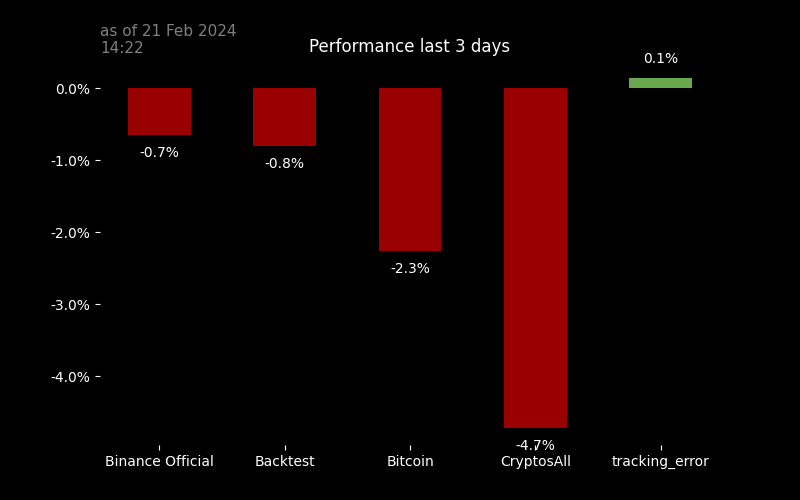 as of 21 Feb 2024
14:22
Performance last 3 days
0.1%
0.0%
-0.7%
-0.8%
-1.0%
-2.0%
-2.3%
-3.0%
-4.0%
-4.7%
Binance Official
Backtest
Bitcoin
CryptosAll
tracking_error